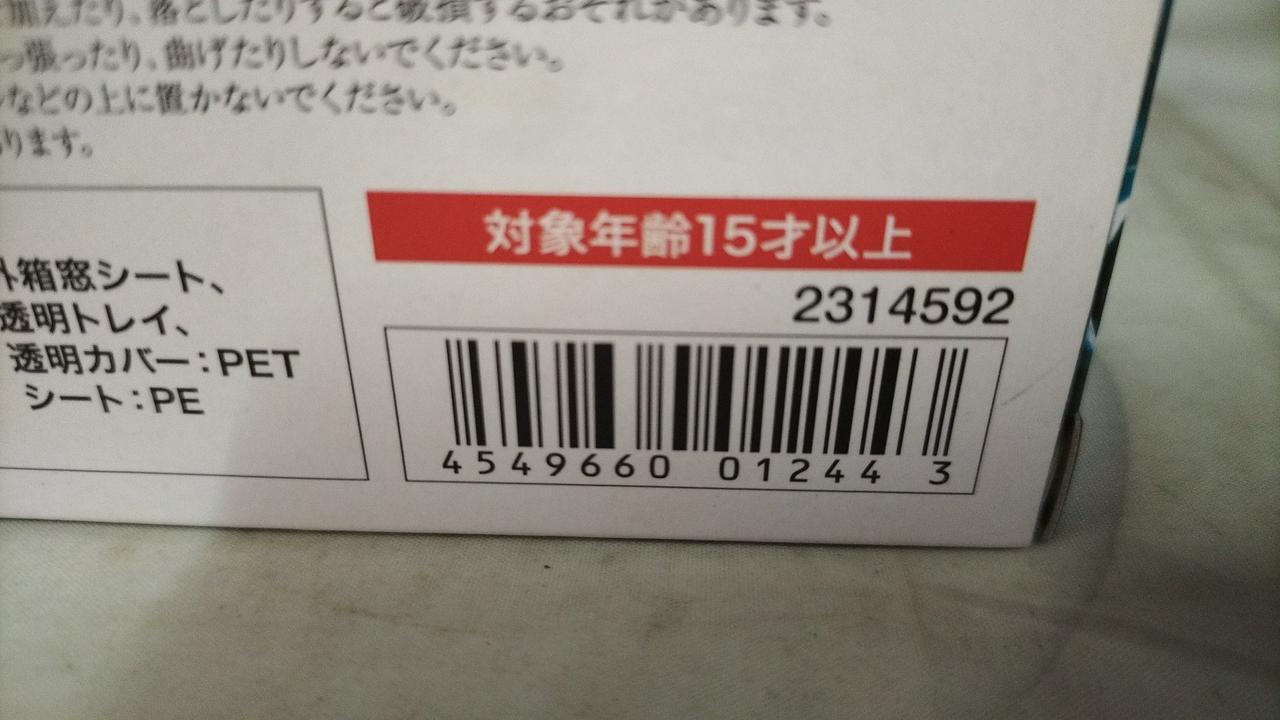 加えたり、落としたりすると破損するおそれがあります。
っ張ったり、曲げたりしないでください。
などの上に置かないでください。
ります。
外箱窓シート、
透明トレイ、
透明カバー：PET
シート：PE
対象年齢15才以上
2314592
4549660 01244 3